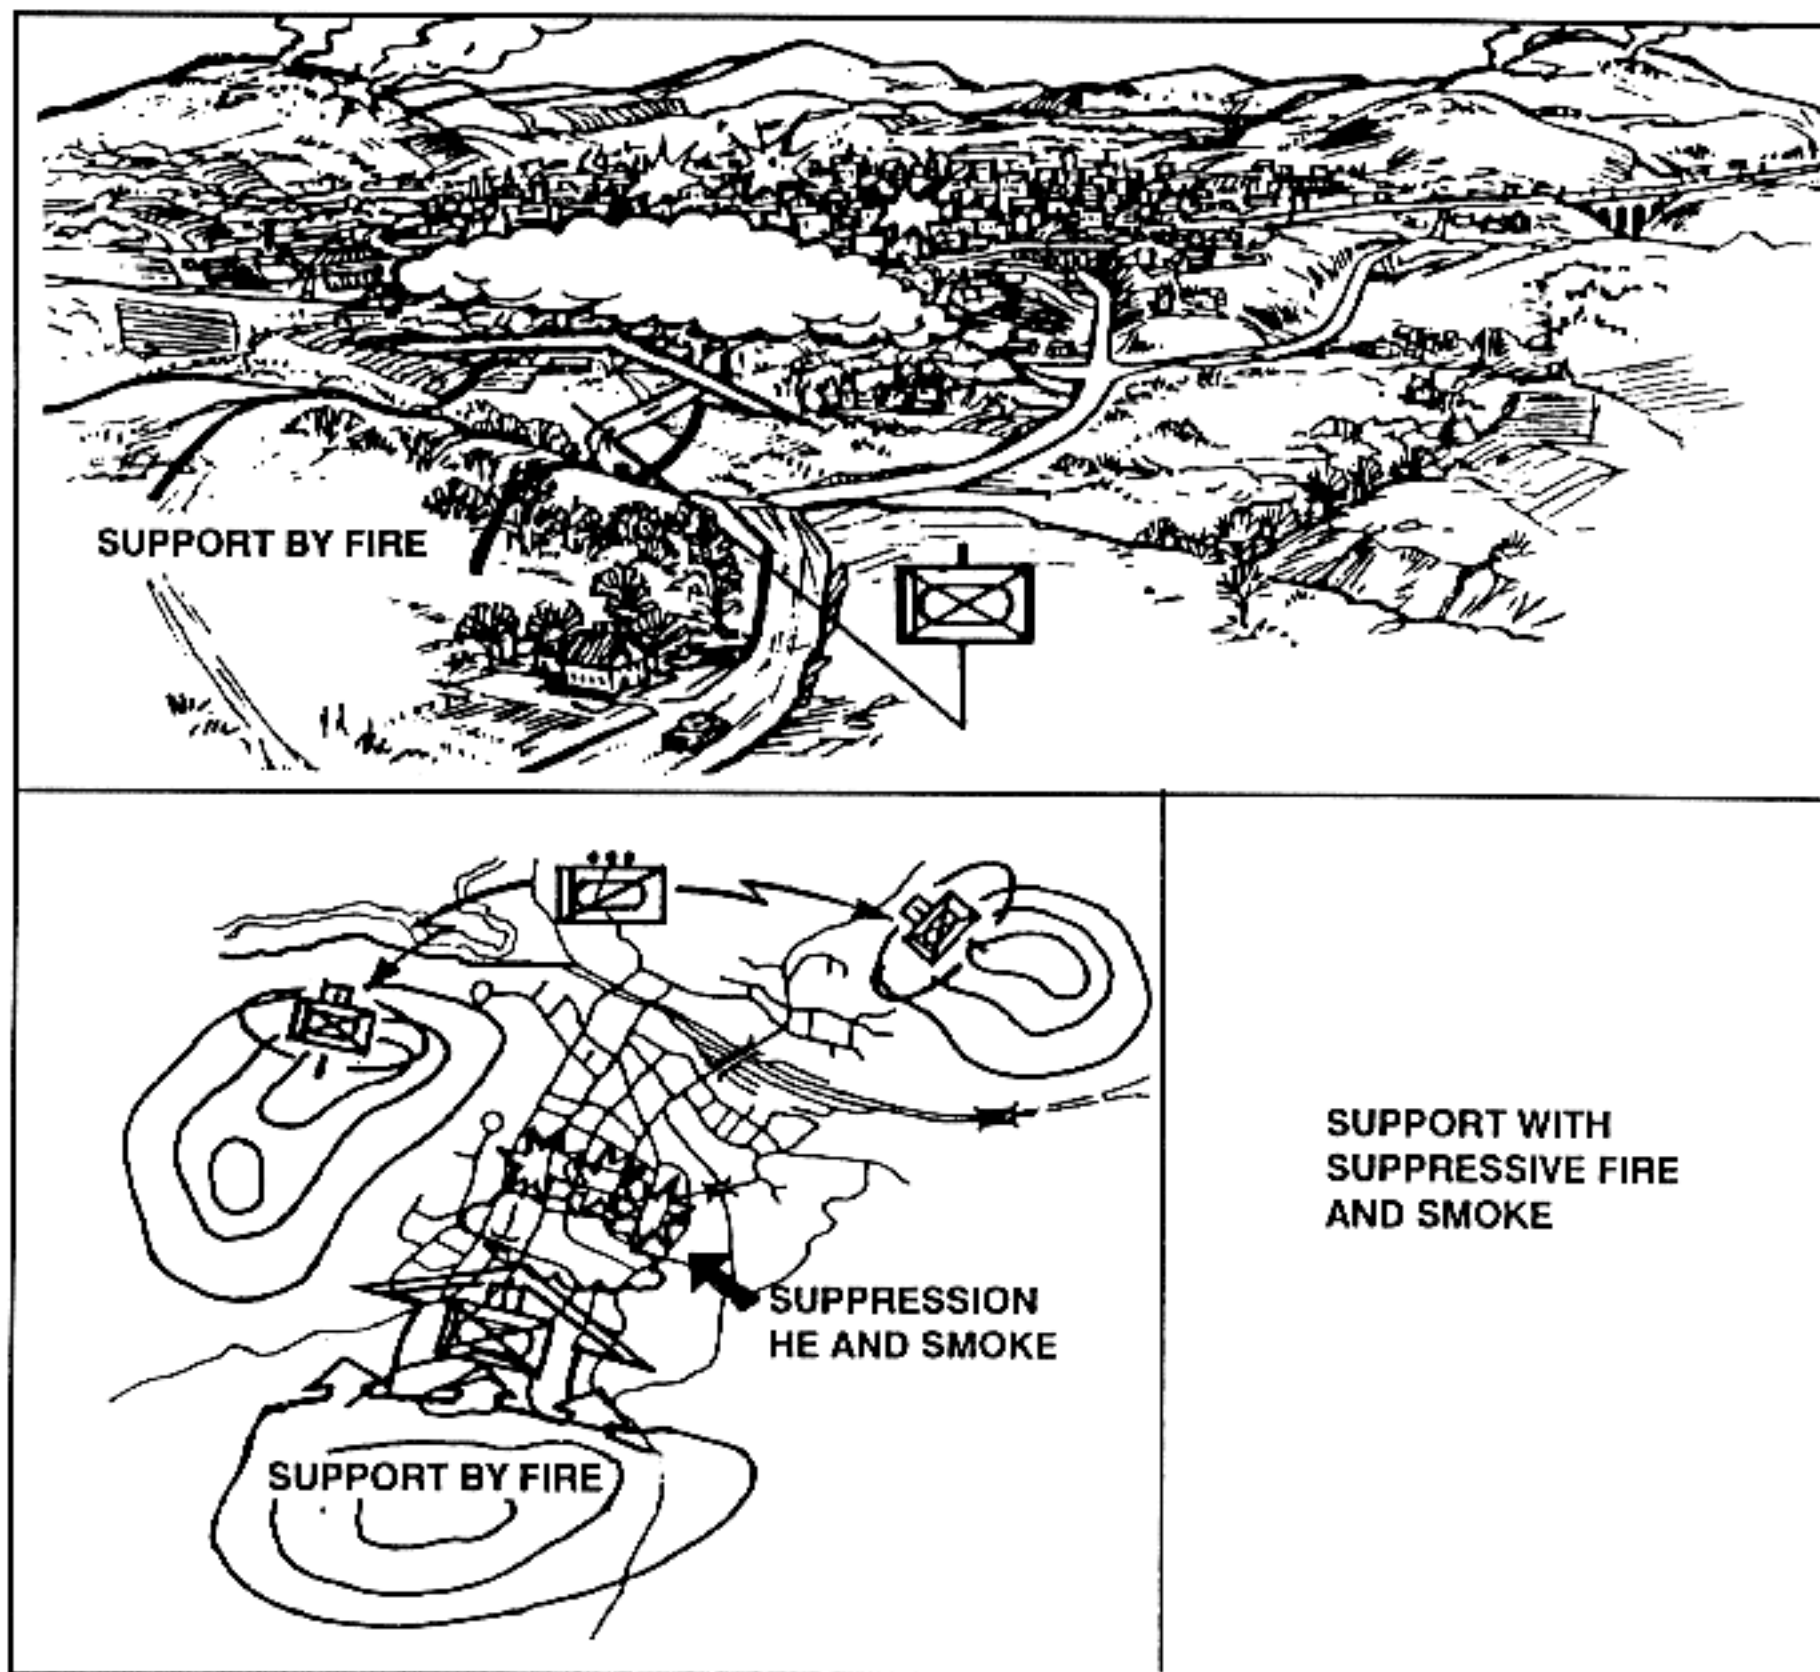 SUPPORT BY FIRE
SUPPRESSION
HE AND SMOKE
SUPPORT BY FIRE
SUPPORT WITH
SUPPRESSIVE FIRE
AND SMOKE